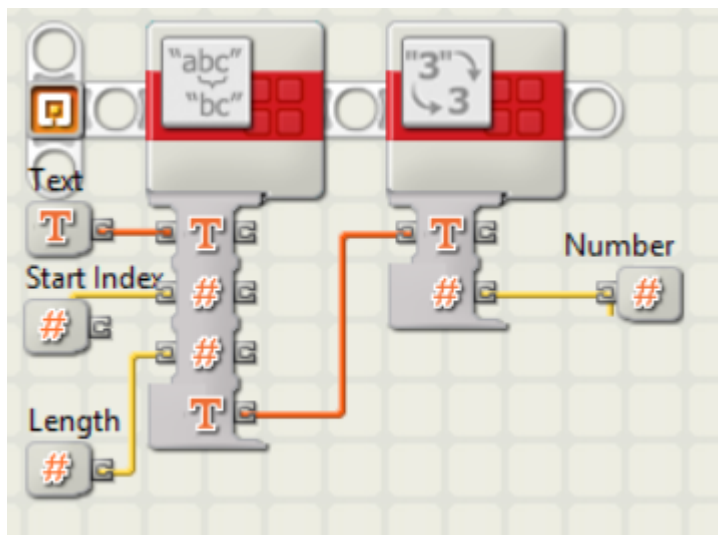 "abc"
"bc"
"3"
3
Text
T
T
T
Number
Start Index
#
#
#
#
Length
#
T
#